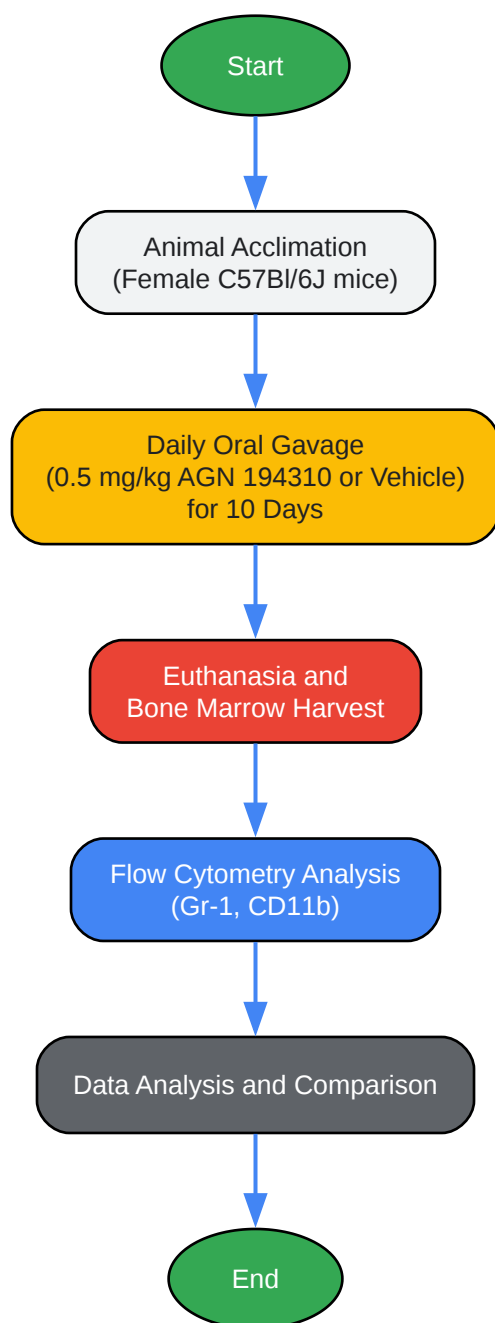 Start
Animal Acclimation
(Female C57Bl/6J mice)
Daily Oral Gavage
(0.5 mg/kg AGN 194310 or Vehicle)
for 10 Days
Euthanasia and
Bone Marrow Harvest
Flow Cytometry Analysis
(Gr-1, CD11b)
Data Analysis and Comparison
End